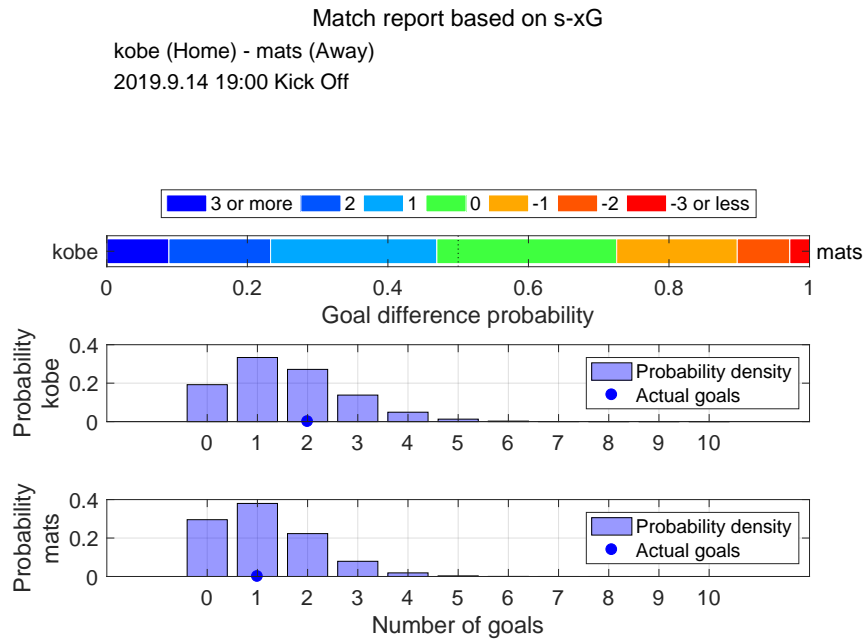 Match report based on s-xG
kobe (Home) - mats (Away)
2019.9.14 19:00 Kick Off
3 or more 2 1 0 -1 -2 -3 or less
kobe mats
0 0.2 0.4 0.6 0.8 1
Goal difference probability
Probability
kobe
0.4
0.2
0
Probability density
Actual goals
0 1 2 3 4 5 6 7 8 9 10
Probability
mats
0.4
0.2
0
Probability density
Actual goals
0 1 2 3 4 5 6 7 8 9 10
Number of goals